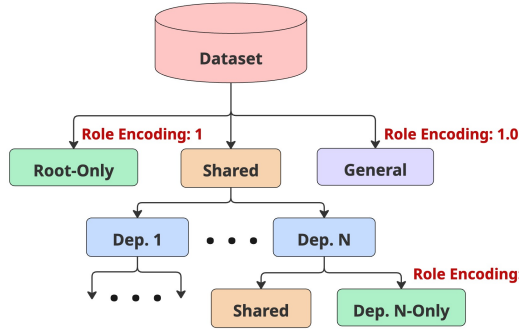 Dataset
Role Encoding: 1
Role Encoding: 1.0
Root-Only
Shared
General
Dep. 1
Dep. N
Role Encoding:
Shared
Dep. N-Only